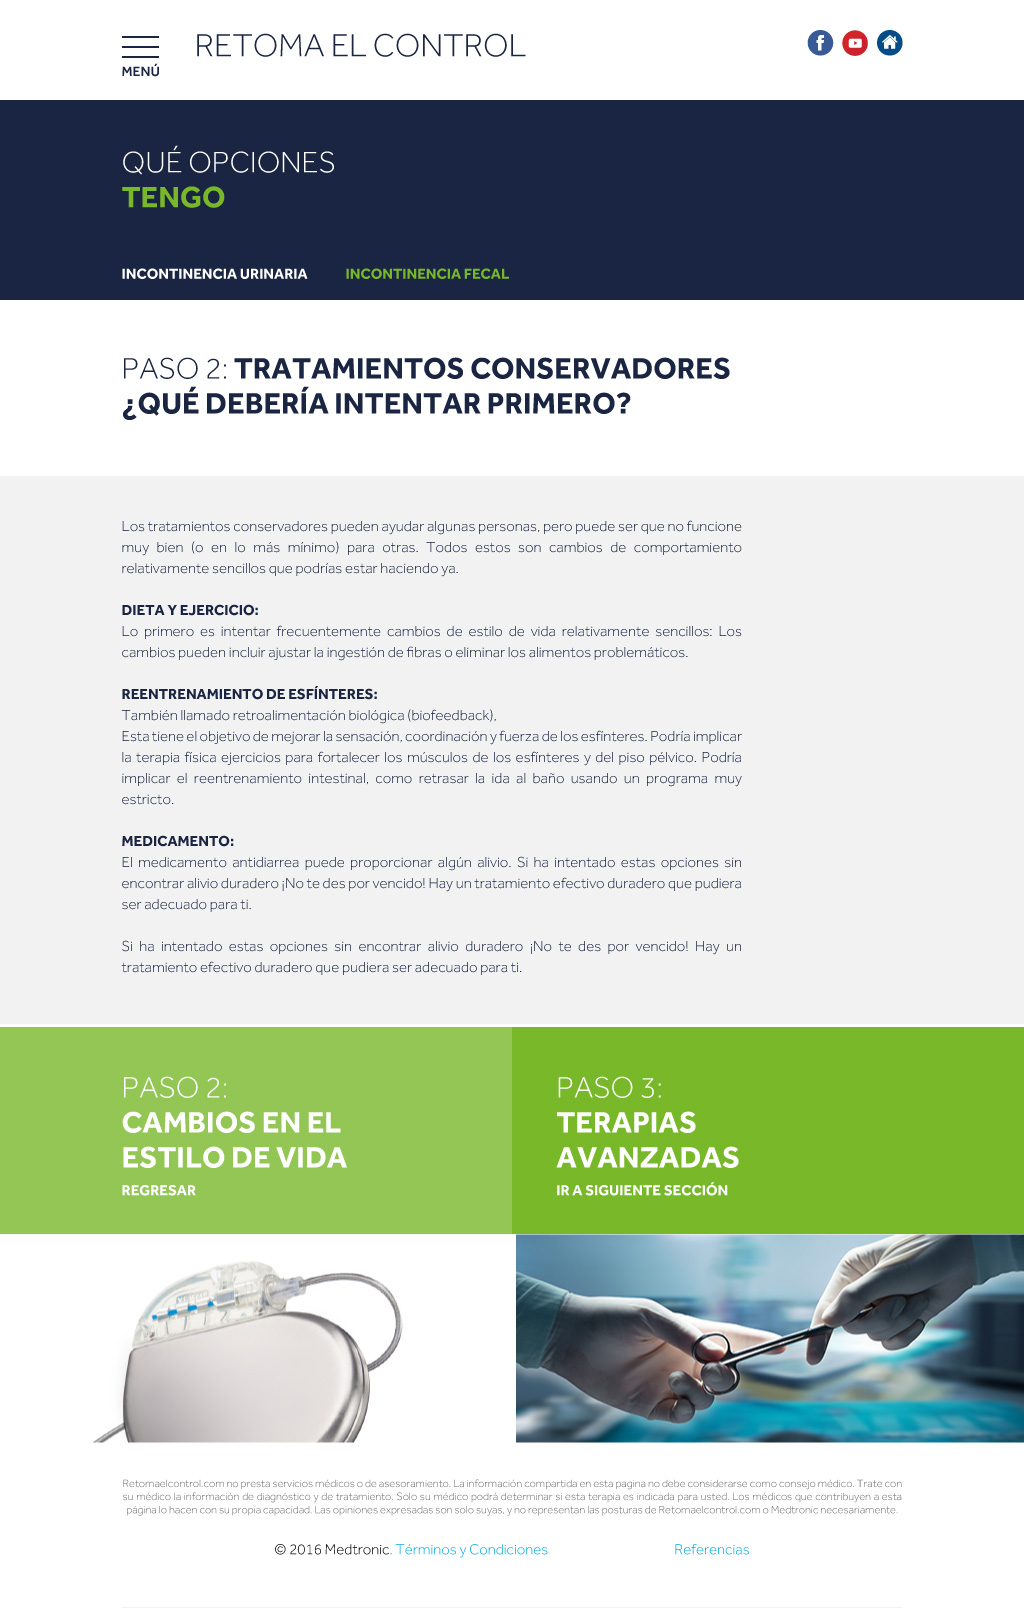 MENÚ
RETOMA EL CONTROL
QUÉ OPCIONES
TENGO
INCONTINENCIA URINARIA
INCONTINENCIA FECAL
PASO 2: TRATAMIENTOS CONSERVADORES
¿QUÉ DEBERÍA INTENTAR PRIMERO?
Los tratamientos conservadores pueden ayudar algunas personas, pero puede ser que no funcione
muy bien (o en lo más mínimo) para otras. Todos estos son cambios de comportamiento
relativamente sencillos que podrías estar haciendo ya.
DIETA Y EJERCICIO:
Lo primero es intentar frecuentemente cambios de estilo de vida relativamente sencillos: Los
cambios pueden incluir ajustar la ingestión de fibras o eliminar los alimentos problemáticos.
REENTRENAMIENTO DE ESFÍNTERES:
También llamado retroalimentación biológica (biofeedback),
Esta tiene el objetivo de mejorar la sensación, coordinación y fuerza de los esfínteres. Podría implicar
la terapia física ejercicios para fortalecer los músculos de los esfínteres y del piso pélvico. Podría
implicar el reentrenamiento intestinal, como retrasar la ida al baño usando un programa muy
estricto.
MEDICAMENTO:
El medicamento antidiarrea puede proporcionar algún alivio. Si ha intentado estas opciones sin
encontrar alivio duradero ¡No te des por vencido! Hay un tratamiento efectivo duradero que pudiera
ser adecuado para ti.
Si ha intentado estas opciones sin encontrar alivio duradero ¡No te des por vencido! Hay un
tratamiento efectivo duradero que pudiera ser adecuado para ti.
PASO 2:
CAMBIOS EN EL
ESTILO DE VIDA
REGRESAR
PASO 3:
TERAPIAS
AVANZADAS
IR A SIGUIENTE SECCIÓN
Retomaelcontrol.com no presta servicios médicos o de asesoramiento. La información compartida en esta pagina no debe considerarse como consejo médico. Trate con
su médico la información de diagnóstico y de tratamiento. Solo su médico podrá determinar si esta terapia es indicada para usted. Los médicos que contribuyen a esta
página lo hacen con su propia capacidad. Las opiniones expresadas son solo suyas, y no representan las posturas de Retomaelcontrol.com o Medtronic necesariamente.
© 2016 Medtronic. Términos y Condiciones
Referencias